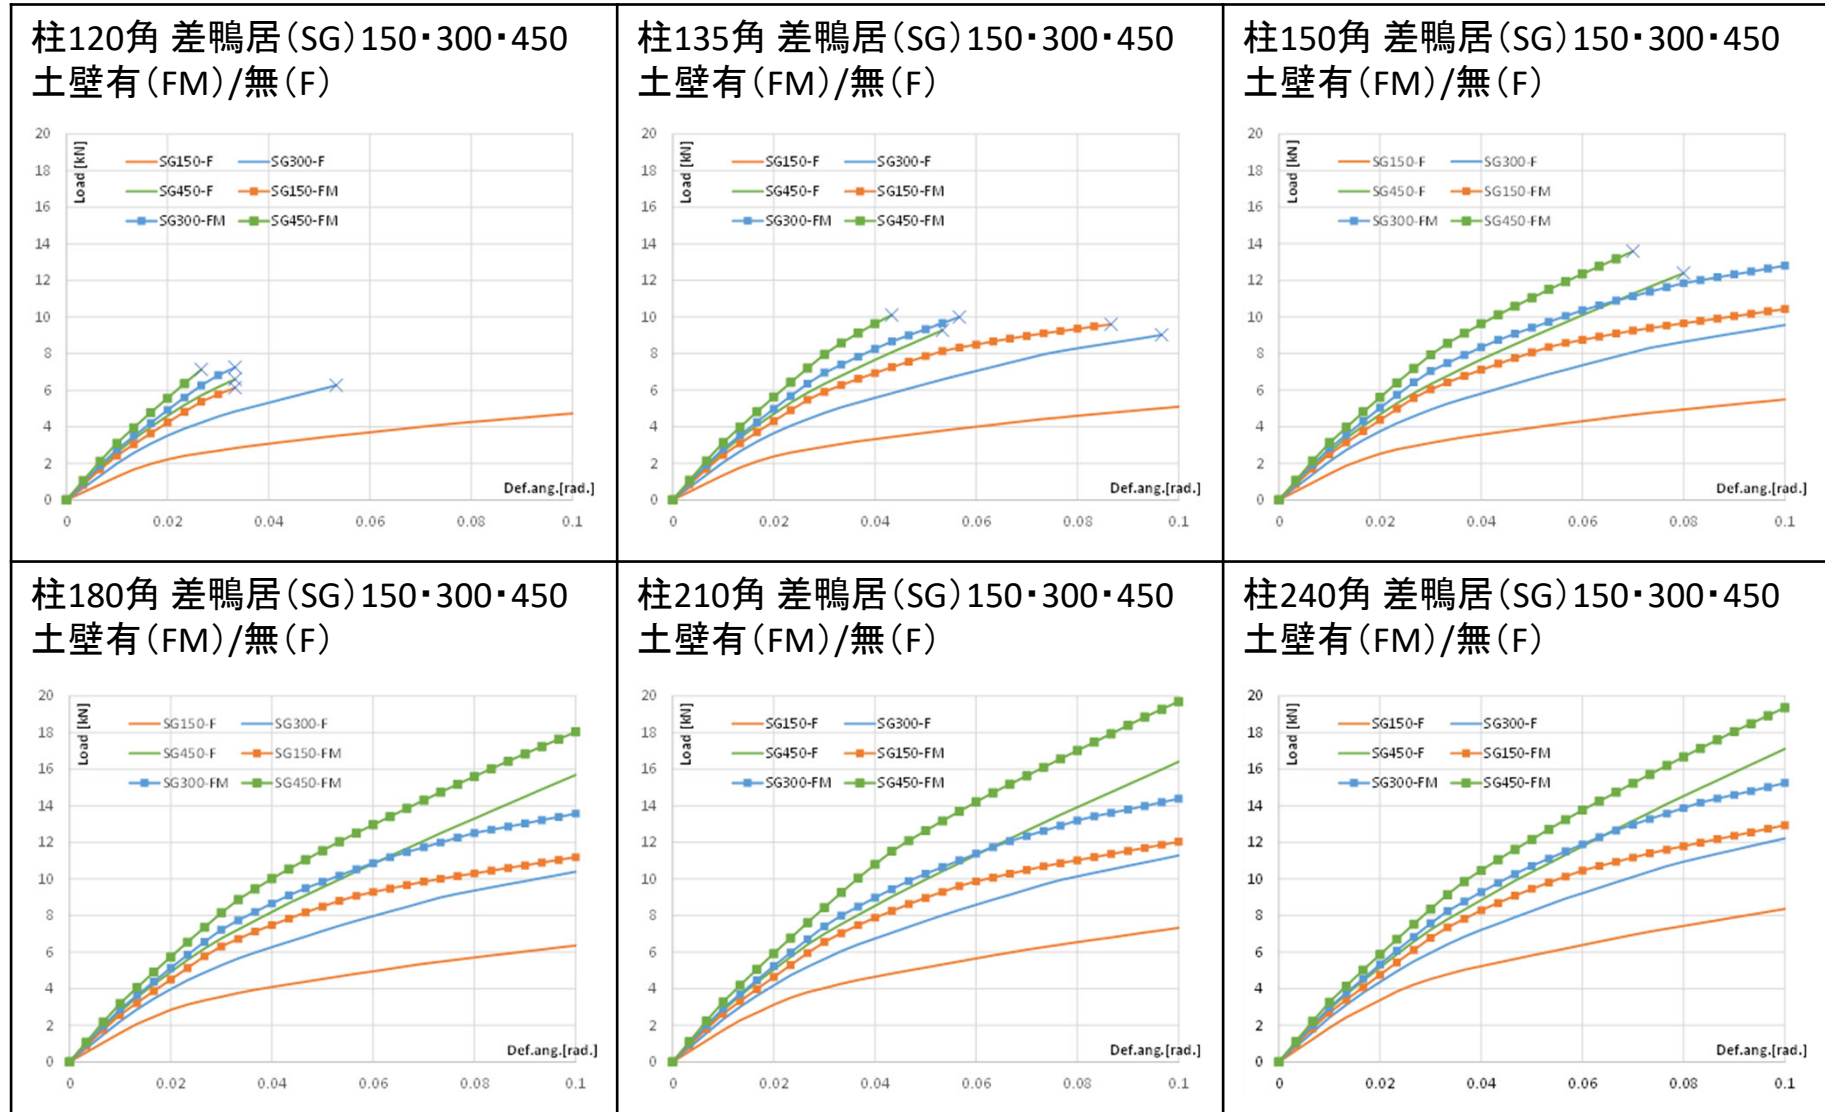 柱120角 差鴨居(SG)150・300・450
土壁有(FM)/無(F)
Load [kN]
20
18
16
14
12
10
8
6
4
2
0
SG150-F
SG300-F
SG450-F
SG150-FM
SG300-FM
SG450-FM
Def.ang.[rad.]
0
0.02
0.04
0.06
0.08
0.1
柱135角 差鴨居(SG)150・300・450
土壁有(FM)/無(F)
Load [kN]
20
18
16
14
12
10
8
6
4
2
0
SG150-F
SG300-F
SG450-F
SG150-FM
SG300-FM
SG450-FM
Def.ang.[rad.]
0
0.02
0.04
0.06
0.08
0.1
柱150角 差鴨居(SG)150・300・450
土壁有(FM)/無(F)
Load [kN]
20
18
16
14
12
10
8
6
4
2
0
SG150-F
SG300-F
SG450-F
SG150-FM
SG300-FM
SG450-FM
Def.ang.[rad.]
0
0.02
0.04
0.06
0.08
0.1
柱180角 差鴨居(SG)150・300・450
土壁有(FM)/無(F)
Load [kN]
20
18
16
14
12
10
8
6
4
2
0
SG150-F
SG300-F
SG450-F
SG150-FM
SG300-FM
SG450-FM
Def.ang.[rad.]
0
0.02
0.04
0.06
0.08
0.1
柱210角 差鴨居(SG)150・300・450
土壁有(FM)/無(F)
Load [kN]
20
18
16
14
12
10
8
6
4
2
0
SG150-F
SG300-F
SG450-F
SG150-FM
SG300-FM
SG450-FM
Def.ang.[rad.]
0
0.02
0.04
0.06
0.08
0.1
柱240角 差鴨居(SG)150・300・450
土壁有(FM)/無(F)
Load [kN]
20
18
16
14
12
10
8
6
4
2
0
SG150-F
SG300-F
SG450-F
SG150-FM
SG300-FM
SG450-FM
Def.ang.[rad.]
0
0.02
0.04
0.06
0.08
0.1